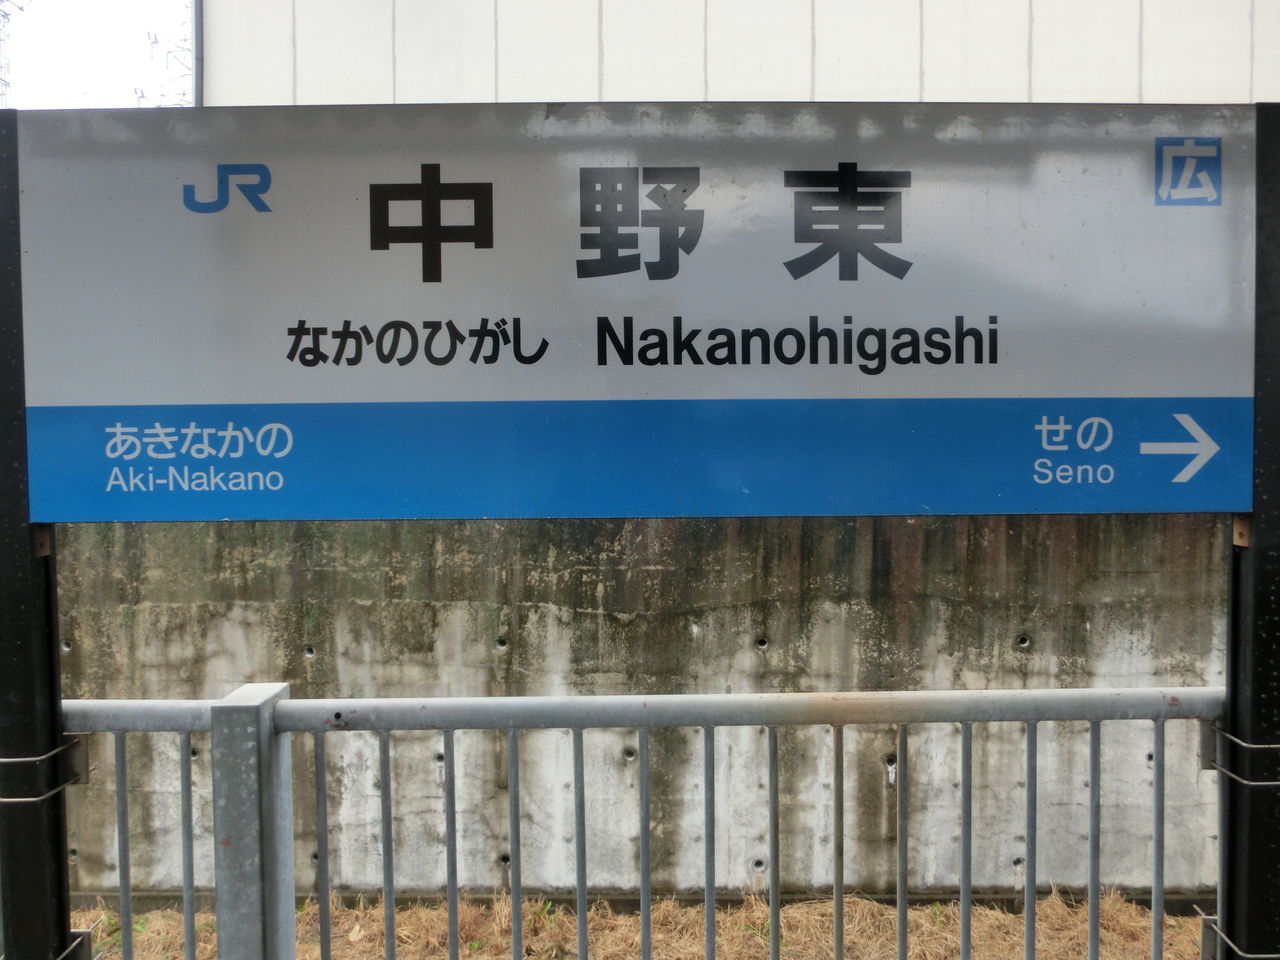 JR 中野東 広
なかのひがし Nakanohigashi
あきなかの
Aki-Nakano
せの
Seno
→